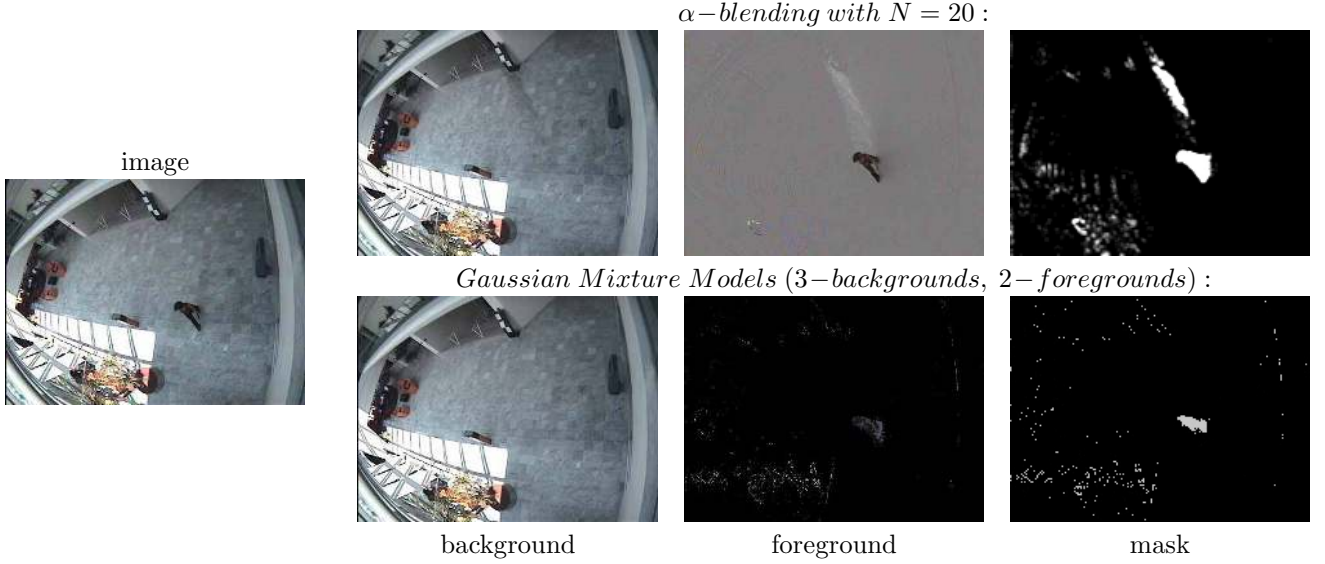 α−blending with N = 20 :
image
Gaussian Mixture Models (3−backgrounds, 2−foregrounds) :
background foreground mask